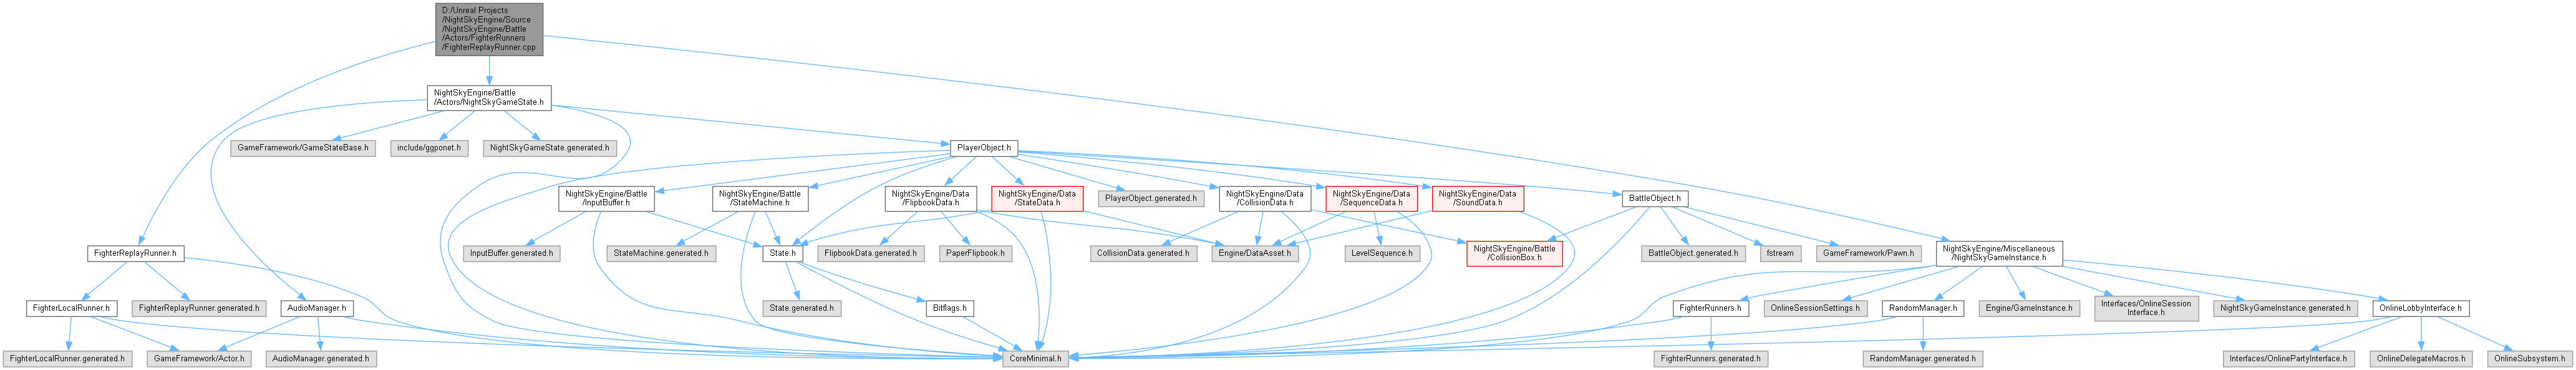 D:/Unreal Projects
/NightSkyEngine/Source
/NightSkyEngine/Battle
/Actors/FighterRunners
/FighterReplayRunner.cpp
NightSkyEngine/Battle
/Actors/NightSkyGameState.h
GameFramework/GameStateBase.h
include/ggponet.h
NightSkyGameState.generated.h
PlayerObject.h
NightSkyEngine/Battle
/InputBuffer.h
NightSkyEngine/Battle
/StateMachine.h
NightSkyEngine/Data
/FlipbookData.h
NightSkyEngine/Data
/StateData.h
PlayerObject.generated.h
NightSkyEngine/Data
/CollisionData.h
NightSkyEngine/Data
/SequenceData.h
NightSkyEngine/Data
/SoundData.h
BattleObject.h
FighterReplayRunner.h
InputBuffer.generated.h
StateMachine.generated.h
State.h
FlipbookData.generated.h
PaperFlipbook.h
CollisionData.generated.h
Engine/DataAsset.h
LevelSequence.h
NightSkyEngine/Battle
/CollisionBox.h
BattleObject.generated.h
fstream
GameFramework/Pawn.h
NightSkyEngine/Miscellaneous
/NightSkyGameInstance.h
FighterLocalRunner.h
FighterReplayRunner.generated.h
AudioManager.h
State.generated.h
Bitflags.h
FighterRunners.h
OnlineSessionSettings.h
RandomManager.h
Engine/GameInstance.h
Interfaces/OnlineSession
Interface.h
NightSkyGameInstance.generated.h
OnlineLobbyInterface.h
FighterLocalRunner.generated.h
GameFramework/Actor.h
AudioManager.generated.h
CoreMinimal.h
FighterRunners.generated.h
RandomManager.generated.h
Interfaces/OnlinePartyInterface.h
OnlineDelegateMacros.h
OnlineSubsystem.h